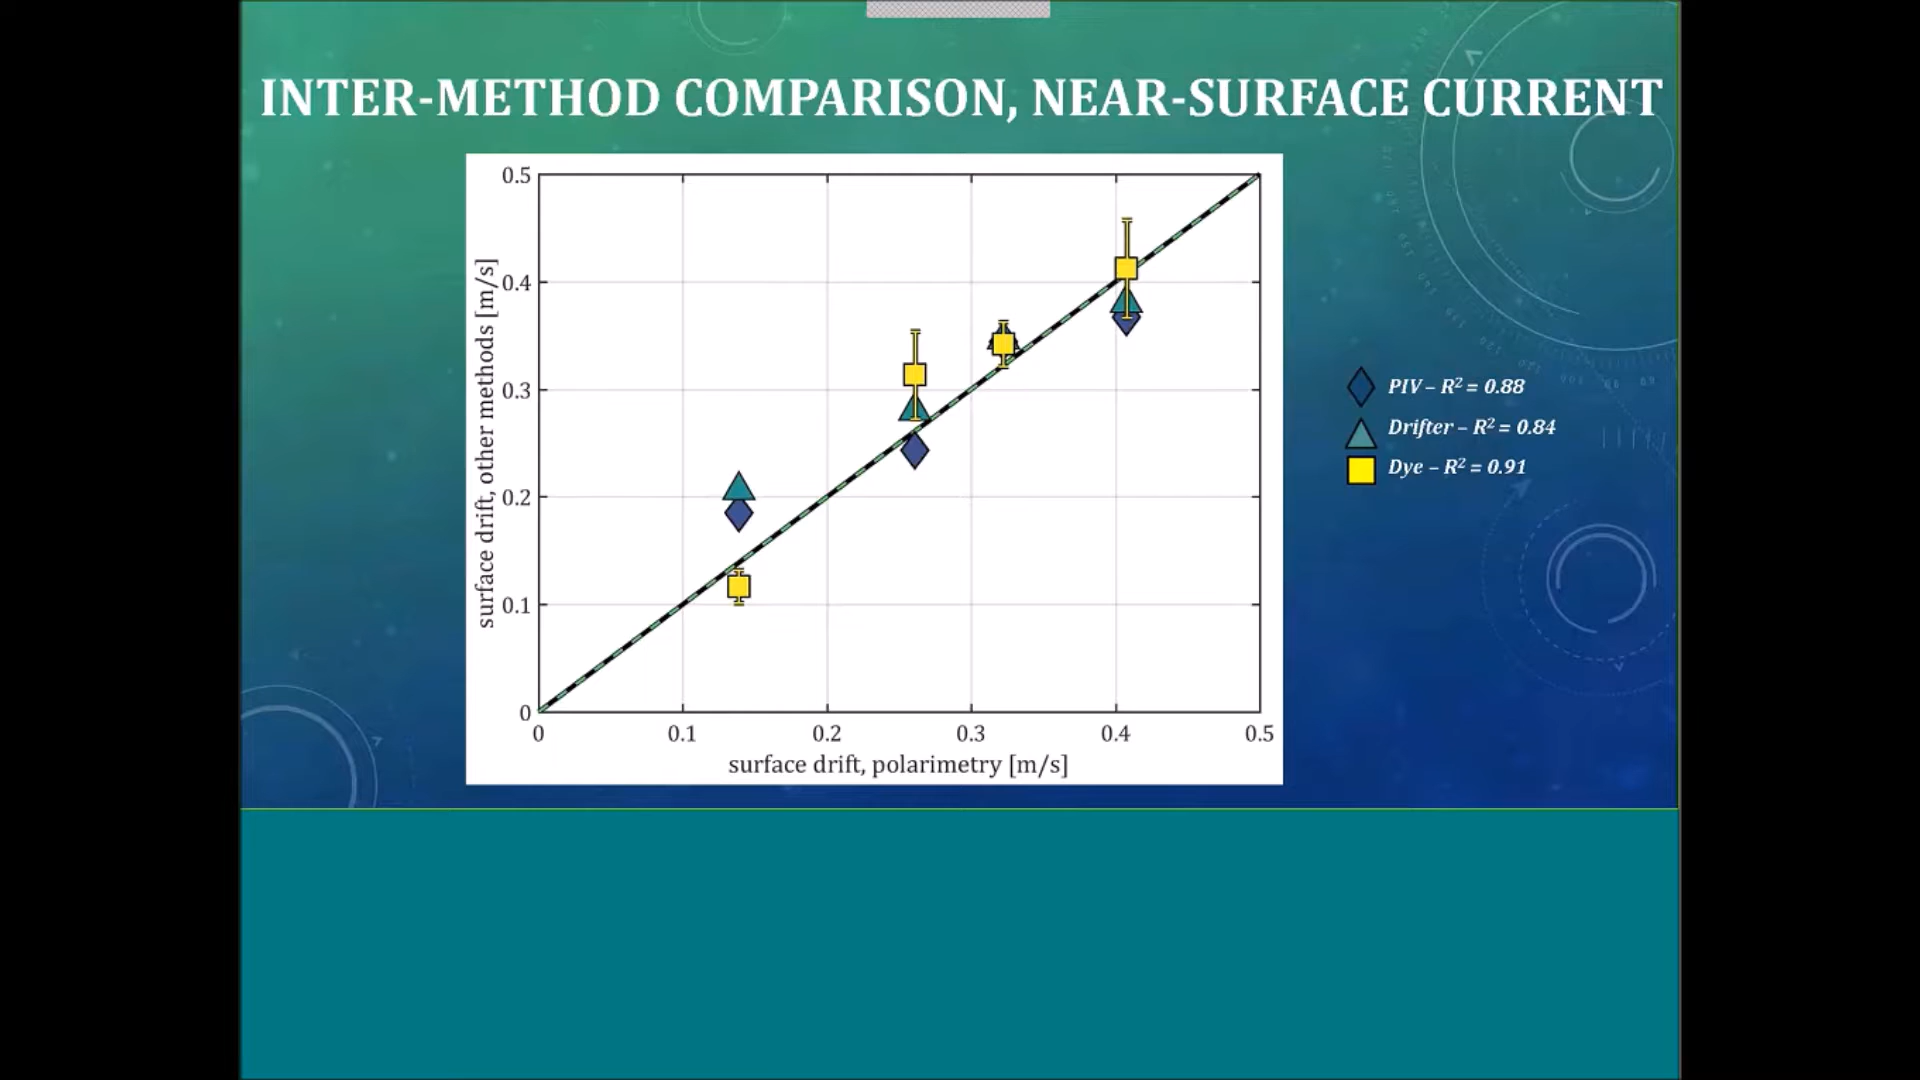 INTER-METHOD COMPARISON, NEAR-SURFACE CURRENT
surface drift, other methods [m/s]
0.5
0.4
0.3
0.2
0.1
0
0 0.1 0.2 0.3 0.4 0.5
surface drift, polarimetry [m/s]
PIV – R² = 0.88
Drifter – R² = 0.84
Dye – R² = 0.91